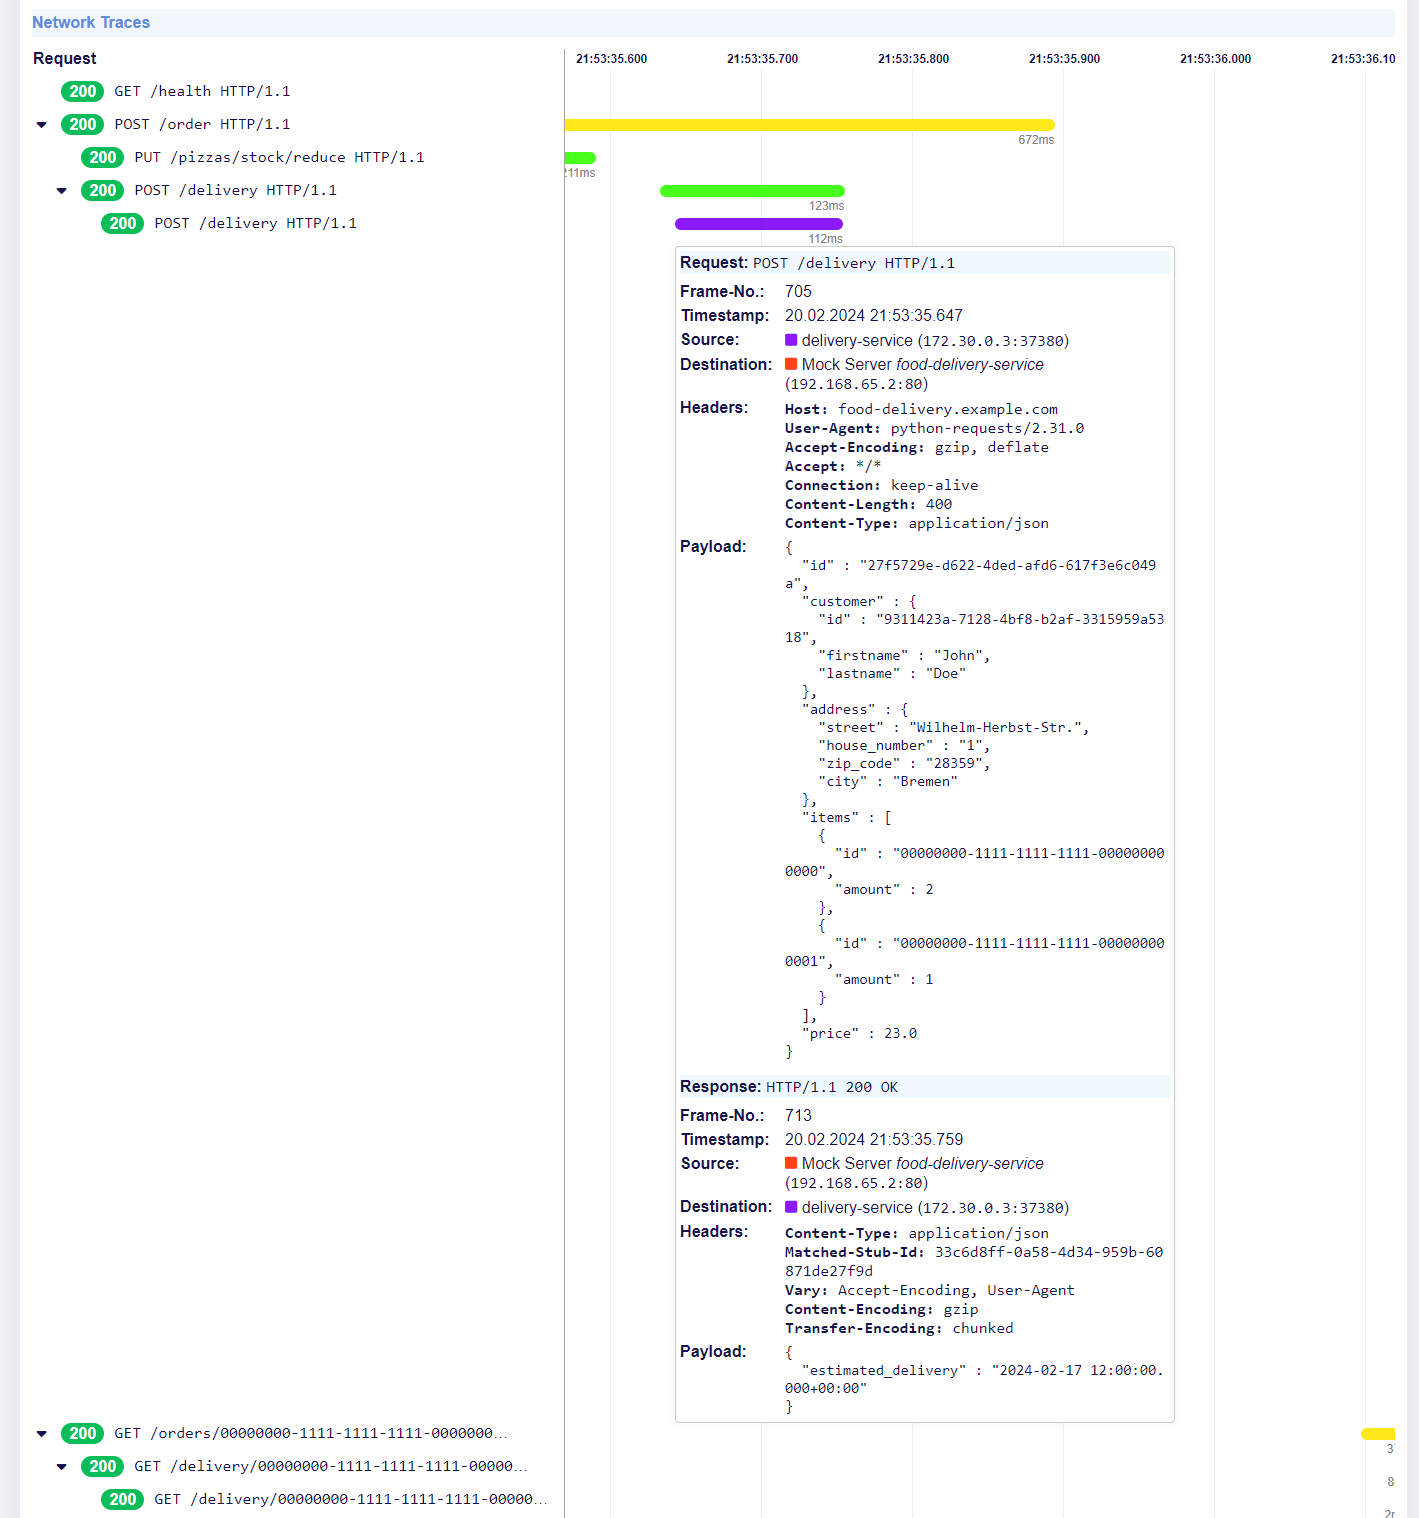 Network Traces
Request
21:53:35.600 21:53:35.700 21:53:35.800 21:53:35.900 21:53:36.000 21:53:36.10
200 GET /health HTTP/1.1
200 POST /order HTTP/1.1
672ms
200 PUT /pizzas/stock/reduce HTTP/1.1
211ms
200 POST /delivery HTTP/1.1
123ms
200 POST /delivery HTTP/1.1
112ms
Request: POST /delivery HTTP/1.1
Frame-No.: 705
Timestamp: 20.02.2024 21:53:35.647
Source: delivery-service (172.30.0.3:37380)
Destination: Mock Server food-delivery-service
(192.168.65.2:80)
Headers: Host: food-delivery.example.com
User-Agent: python-requests/2.31.0
Accept-Encoding: gzip, deflate
Accept: */*
Connection: keep-alive
Content-Length: 400
Content-Type: application/json
Payload: {
"id" : "27f5729e-d622-4ded-afd6-617f3e6c049
a",
"customer" : {
"id" : "9311423a-7128-4bf8-b2af-3315959a53
18",
"firstname" : "John",
"lastname" : "Doe"
},
"address" : {
"street" : "Wilhelm-Herbst-Str.",
"house_number" : "1",
"zip_code" : "28359",
"city" : "Bremen"
},
"items" : [
{
"id" : "00000000-1111-1111-1111-00000000
0000",
"amount" : 2
},
{
"id" : "00000000-1111-1111-1111-00000000
0001",
"amount" : 1
}
],
"price" : 23.0
}
Response: HTTP/1.1 200 OK
Frame-No.: 713
Timestamp: 20.02.2024 21:53:35.759
Source: Mock Server food-delivery-service
(192.168.65.2:80)
Destination: delivery-service (172.30.0.3:37380)
Headers: Content-Type: application/json
Matched-Stub-Id: 33c6d8ff-0a58-4d34-959b-60
871de27f9d
Vary: Accept-Encoding, User-Agent
Content-Encoding: gzip
Transfer-Encoding: chunked
Payload: {
"estimated_delivery" : "2024-02-17 12:00:00.
000+00:00"
}
200 GET /orders/00000000-1111-1111-1111-0000000...
200 GET /delivery/00000000-1111-1111-1111-00000...
8
200 GET /delivery/00000000-1111-1111-1111-00000...